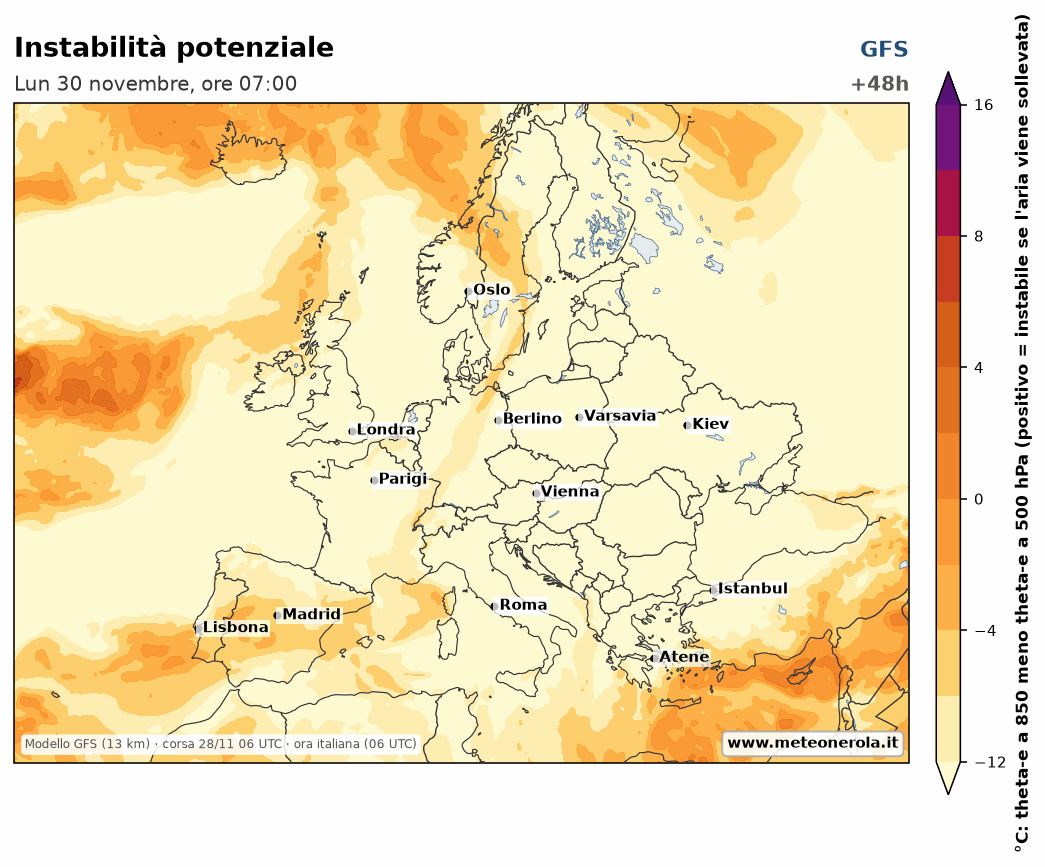 Instabilità potenziale
GFS
Lun 30 novembre, ore 07:00
+48h
Oslo
Berlino
Varsavia
Kiev
Londra
Parigi
Vienna
Istanbul
Roma
Madrid
Lisbona
Atene
Modello GFS (13 km) · corsa 28/11 06 UTC · ora italiana (06 UTC)
www.meteonerola.it
16
8
4
0
−4
−12
°C: theta-e a 850 meno theta-e a 500 hPa (positivo = instabile se l'aria viene sollevata)